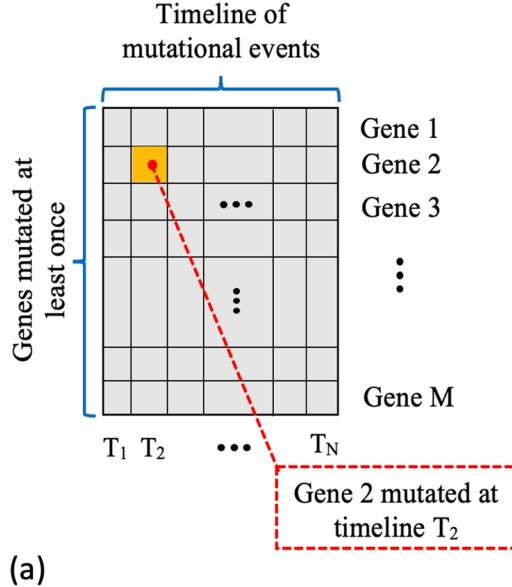 Timeline of
mutational events
Genes mutated at
least once
Gene 1
Gene 2
Gene 3
Gene M
T₁ T₂ ••• T_N
Gene 2 mutated at
timeline T₂
(a)